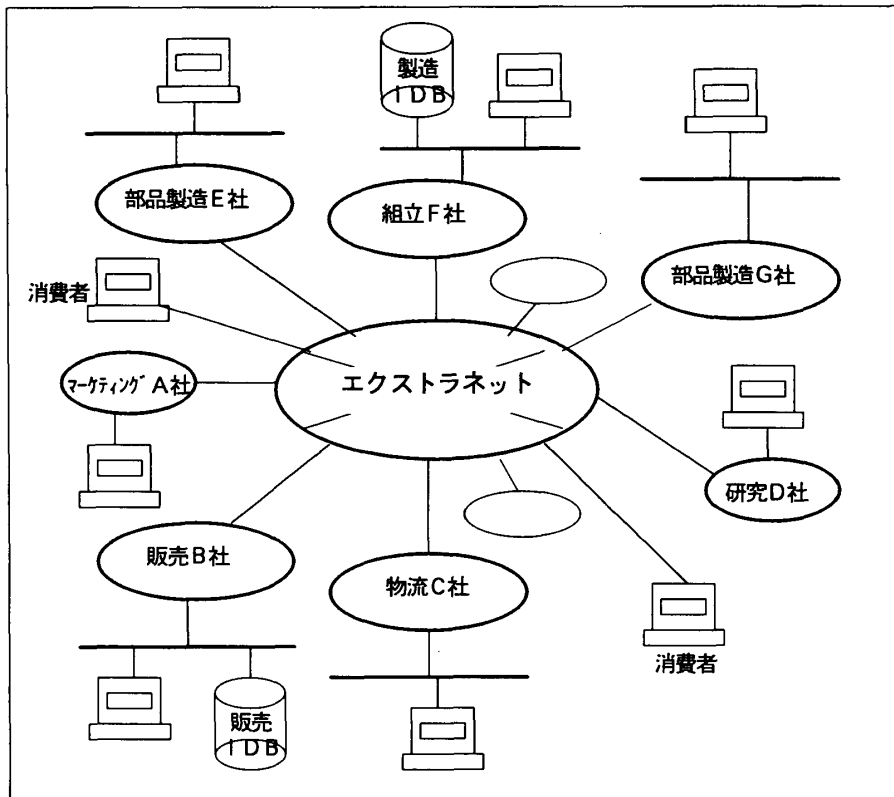 製造
IDB
部品製造E社
組立F社
部品製造G社
消費者
エクストラネット
マーケティングA社
研究D社
販売B社
物流C社
消費者
販売
IDB